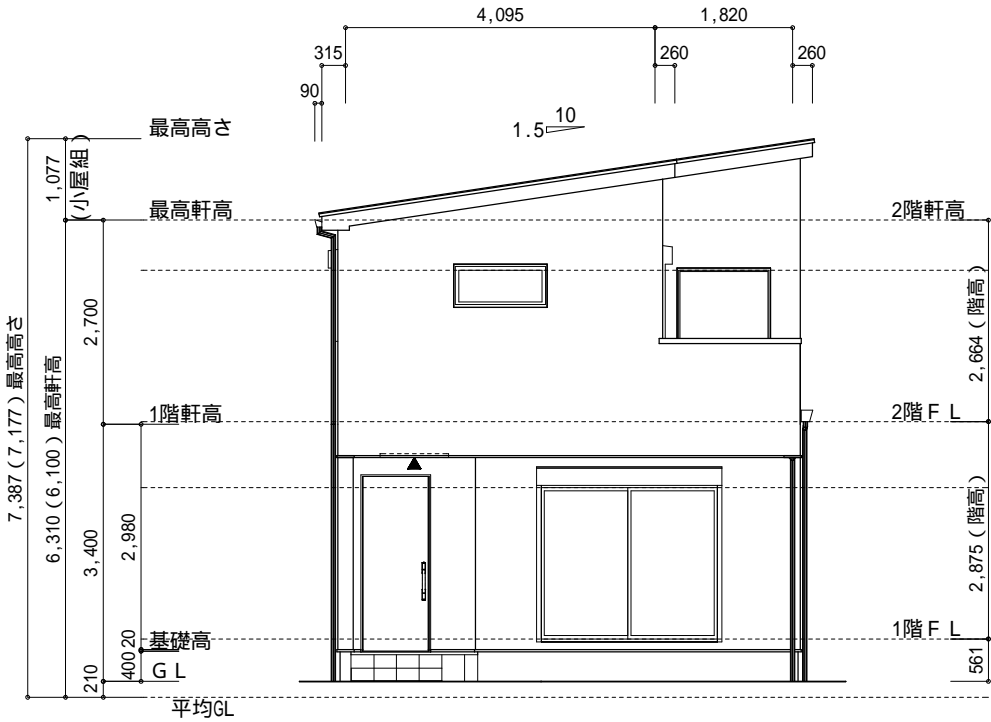 4,095
1,820
315
260
260
90
10
1.5
最高高さ
1,077
(小屋組)
最高軒高
2階軒高
2,700
2,664(階高)
7,387(7,177)最高高さ
6,310(6,100)最高軒高
1階軒高
2階FL
3,400
2,980
2,875(階高)
20
基礎高
1階FL
400
GL
561
210
平均GL